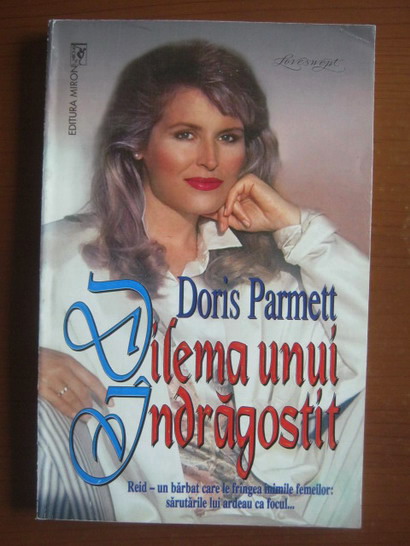 EDITURA MIRON
Loveswept
Doris Parmett
Dilema unui
Îndrăgostit
Reid – un bărbat care le frîngea inimile femeilor:
sărutările lui ardeau ca focul...